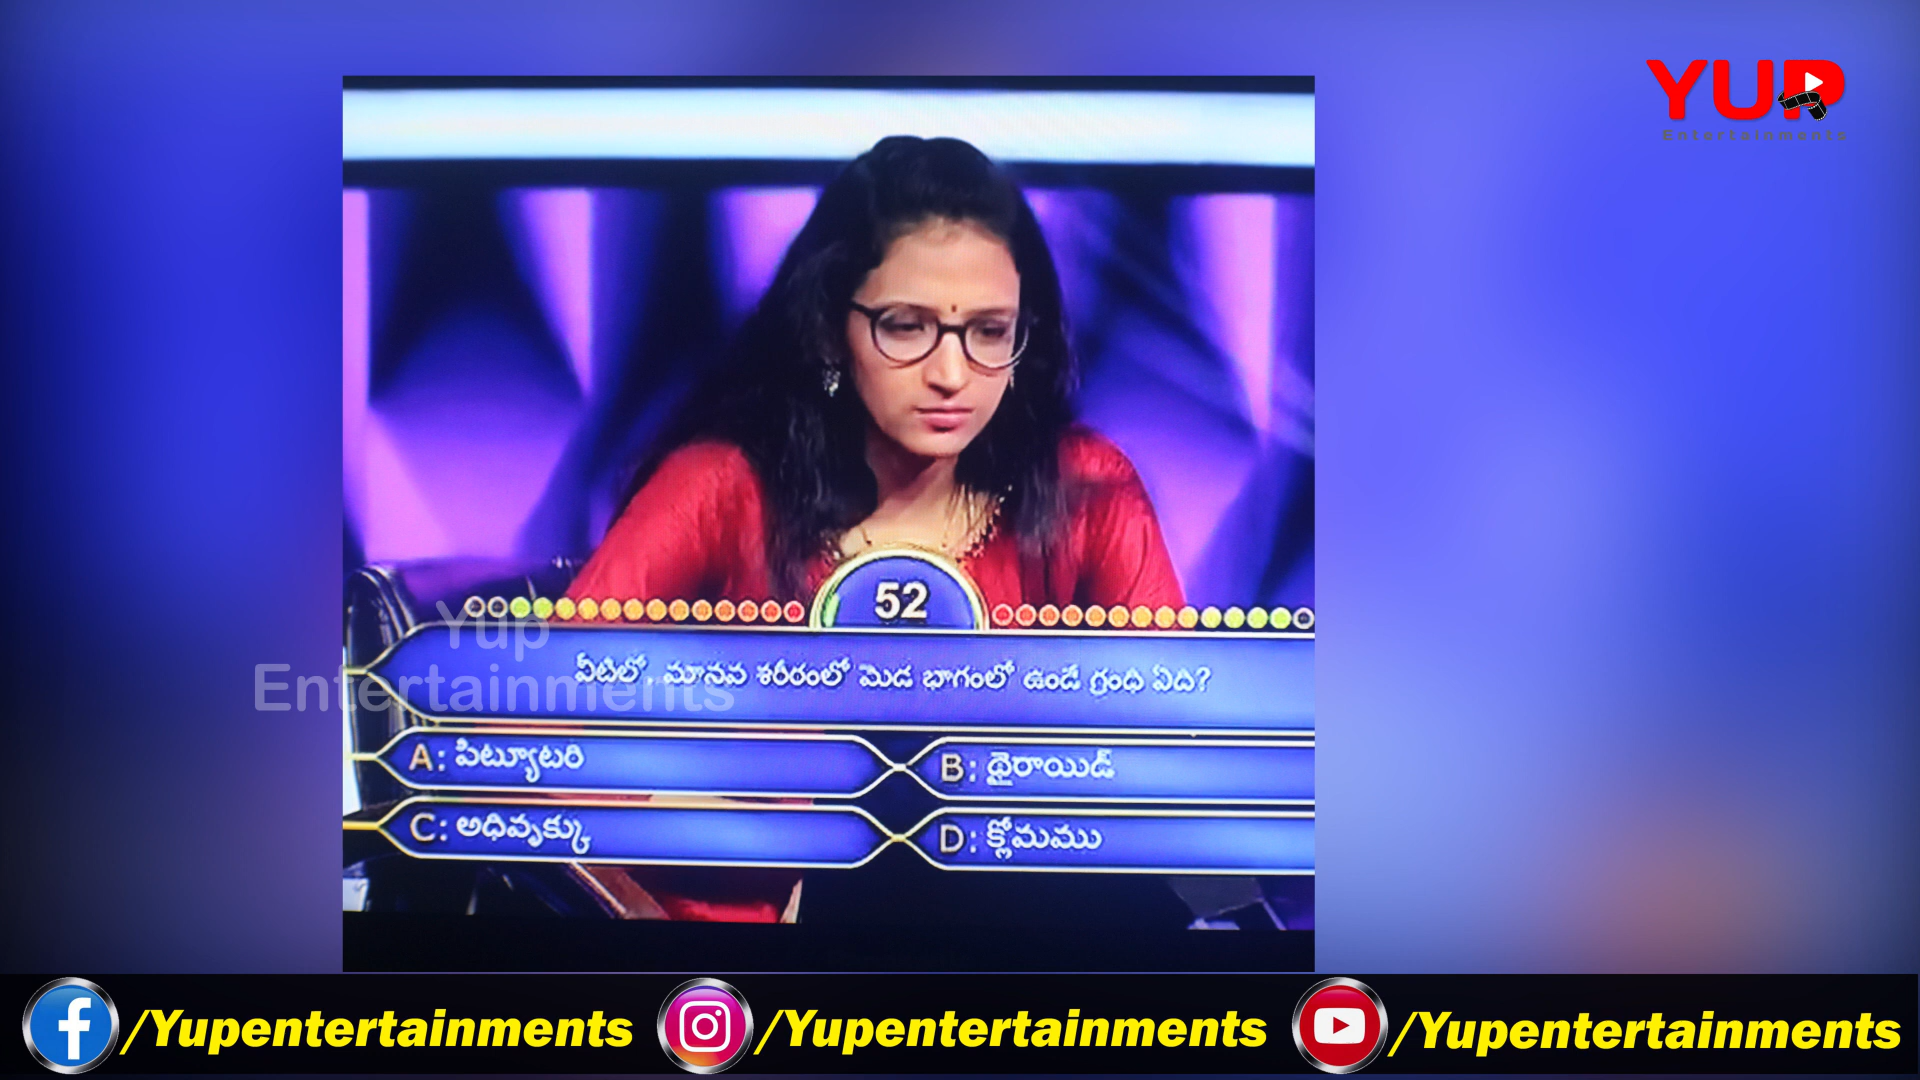 YUP
Entertainments
52
వీటిలో, మానవ శరీరంలో మెడ భాగంలో ఉండే గ్రంధి ఏది?
Yup
Entertainments
A: పిట్యూటరి
B: థైరాయిడ్
C: అధివృక్కు
D: క్లోమము
/Yupentertainments
/Yupentertainments
/Yupentertainments